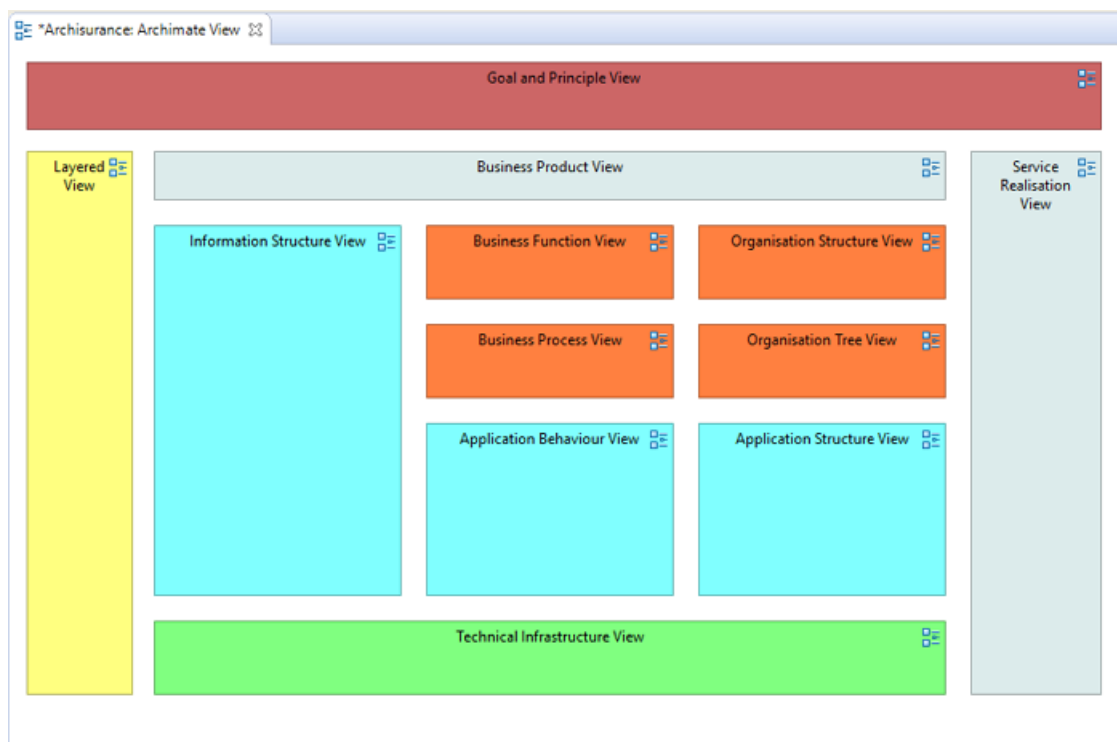 *Archisurance: Archimate View
Goal and Principle View
Layered
View
Business Product View
Service
Realisation
View
Information Structure View
Business Function View
Organisation Structure View
Business Process View
Organisation Tree View
Application Behaviour View
Application Structure View
Technical Infrastructure View